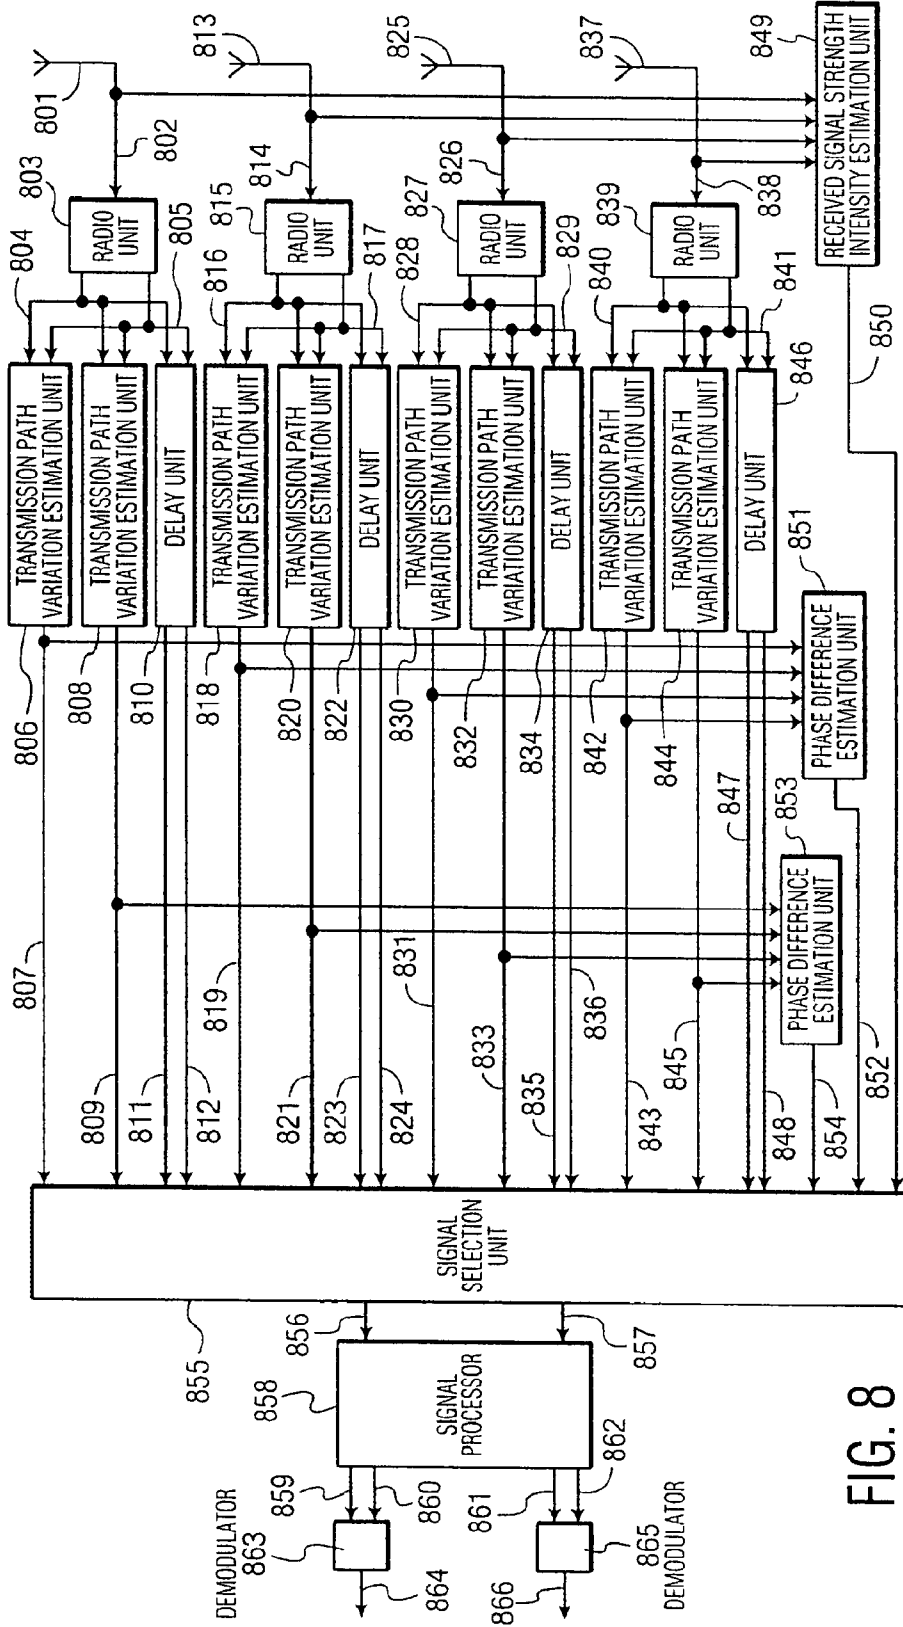 801
802
803
RADIO
UNIT
804
805
TRANSMISSION PATH
VARIATION ESTIMATION UNIT
806
807
TRANSMISSION PATH
VARIATION ESTIMATION UNIT
808
809
DELAY UNIT
810
811
812
813
814
815
RADIO
UNIT
816
817
TRANSMISSION PATH
VARIATION ESTIMATION UNIT
818
819
TRANSMISSION PATH
VARIATION ESTIMATION UNIT
820
821
DELAY UNIT
822
823
824
825
826
827
RADIO
UNIT
828
829
TRANSMISSION PATH
VARIATION ESTIMATION UNIT
830
831
TRANSMISSION PATH
VARIATION ESTIMATION UNIT
832
833
DELAY UNIT
834
835
836
837
838
839
RADIO
UNIT
840
841
TRANSMISSION PATH
VARIATION ESTIMATION UNIT
842
843
TRANSMISSION PATH
VARIATION ESTIMATION UNIT
844
845
DELAY UNIT
846
847
848
849
RECEIVED SIGNAL STRENGTH
INTENSITY ESTIMATION UNIT
850
851
PHASE DIFFERENCE
ESTIMATION UNIT
852
853
PHASE DIFFERENCE
ESTIMATION UNIT
854
SIGNAL
SELECTION
UNIT
855
856
857
858
SIGNAL
PROCESSOR
859
860
861
862
DEMODULATOR
863
864
865
DEMODULATOR
866
FIG. 8